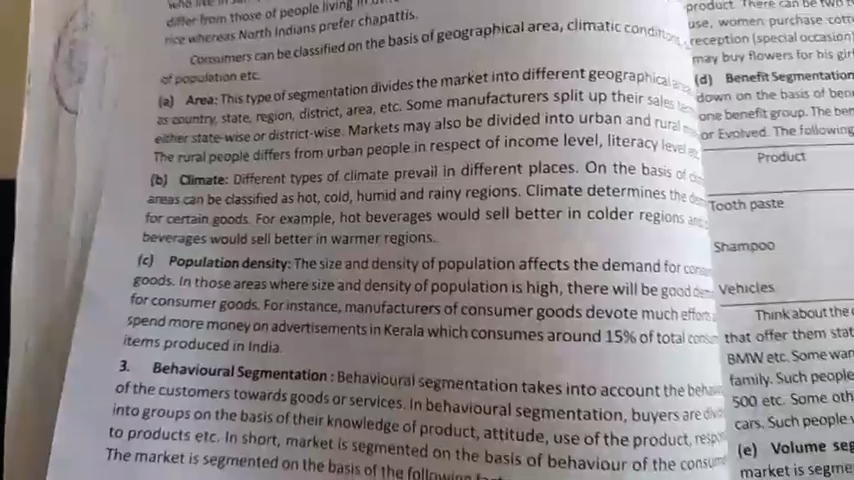 differ from those of people living in
rice whereas North Indians prefer chapattis.
Consumers can be classified on the basis of geographical area, climatic
of population etc.
(a) Area: This type of segmentation divides the market into different geographical
as country, state, region, district, area, etc. Some manufacturers split up their sales
either state-wise or district-wise. Markets may also be divided into urban and rural
The rural people differs from urban people in respect of income level, literacy level
(b) Climate: Different types of climate prevail in different places. On the basis of
areas can be classified as hot, cold, humid and rainy regions. Climate determines the
for certain goods. For example, hot beverages would sell better in colder regions and
beverages would sell better in warmer regions.
(c) Population density: The size and density of population affects the demand for
goods. In those areas where size and density of population is high, there will be good
for consumer goods. For instance, manufacturers of consumer goods devote much
spend more money on advertisements in Kerala which consumes around 15% of total
items produced in India.
3. Behavioural Segmentation : Behavioural segmentation takes into account the
of the customers towards goods or services. In behavioural segmentation, buyers are
into groups on the basis of their knowledge of product, attitude, use of the product,
to products etc. In short, market is segmented on the basis of behaviour of the
The market is segmented on the basis of the following
product. There can be two
use, women purchase
reception (special occasion)
may buy flowers for his
(d) Benefit Segmentation
down on the basis of
one benefit group. The
or Evolved. The following
Product
Tooth paste
Shampoo
Vehicles
Think about the
that offer them
BMW etc. Some
family. Such people
500 etc. Some
cars. Such people
(e) Volume
market is